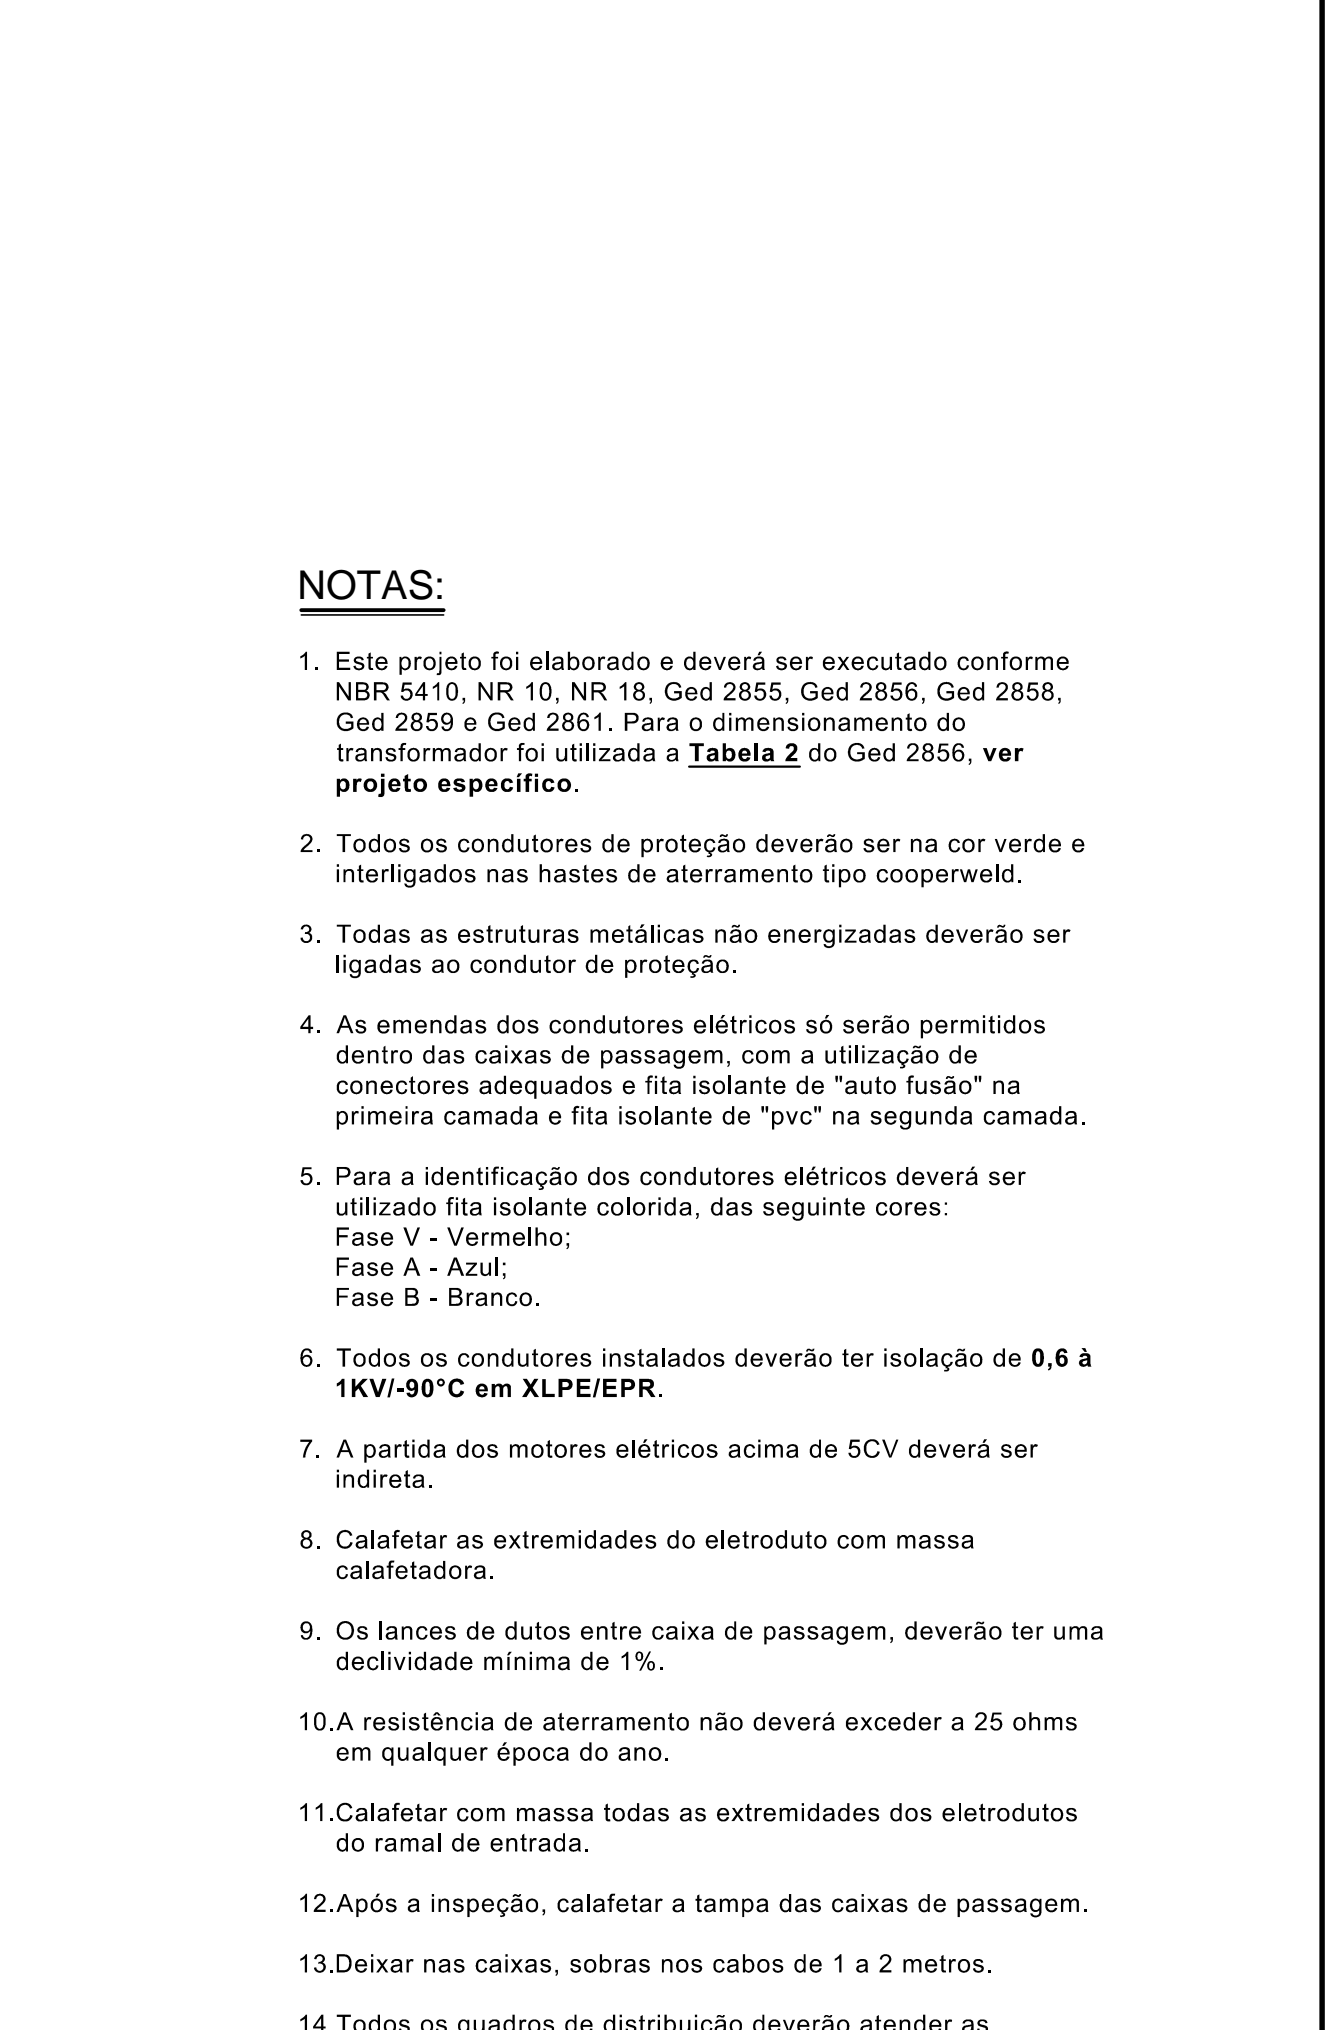 NOTAS:
1. Este projeto foi elaborado e deverá ser executado conforme
NBR 5410, NR 10, NR 18, Ged 2855, Ged 2856, Ged 2858,
Ged 2859 e Ged 2861. Para o dimensionamento do
transformador foi utilizada a Tabela 2 do Ged 2856, ver
projeto específico.
2. Todos os condutores de proteção deverão ser na cor verde e
interligados nas hastes de aterramento tipo cooperweld.
3. Todas as estruturas metálicas não energizadas deverão ser
ligadas ao condutor de proteção.
4. As emendas dos condutores elétricos só serão permitidos
dentro das caixas de passagem, com a utilização de
conectores adequados e fita isolante de "auto fusão" na
primeira camada e fita isolante de "pvc" na segunda camada.
5. Para a identificação dos condutores elétricos deverá ser
utilizado fita isolante colorida, das seguinte cores:
Fase V - Vermelho;
Fase A - Azul;
Fase B - Branco.
6. Todos os condutores instalados deverão ter isolação de 0,6 à
1KV/-90°C em XLPE/EPR.
7. A partida dos motores elétricos acima de 5CV deverá ser
indireta.
8. Calafetar as extremidades do eletroduto com massa
calafetadora.
9. Os lances de dutos entre caixa de passagem, deverão ter uma
declividade mínima de 1%.
10.A resistência de aterramento não deverá exceder a 25 ohms
em qualquer época do ano.
11.Calafetar com massa todas as extremidades dos eletrodutos
do ramal de entrada.
12.Após a inspeção, calafetar a tampa das caixas de passagem.
13.Deixar nas caixas, sobras nos cabos de 1 a 2 metros.
14.Todos os quadros de distribuição deverão atender as